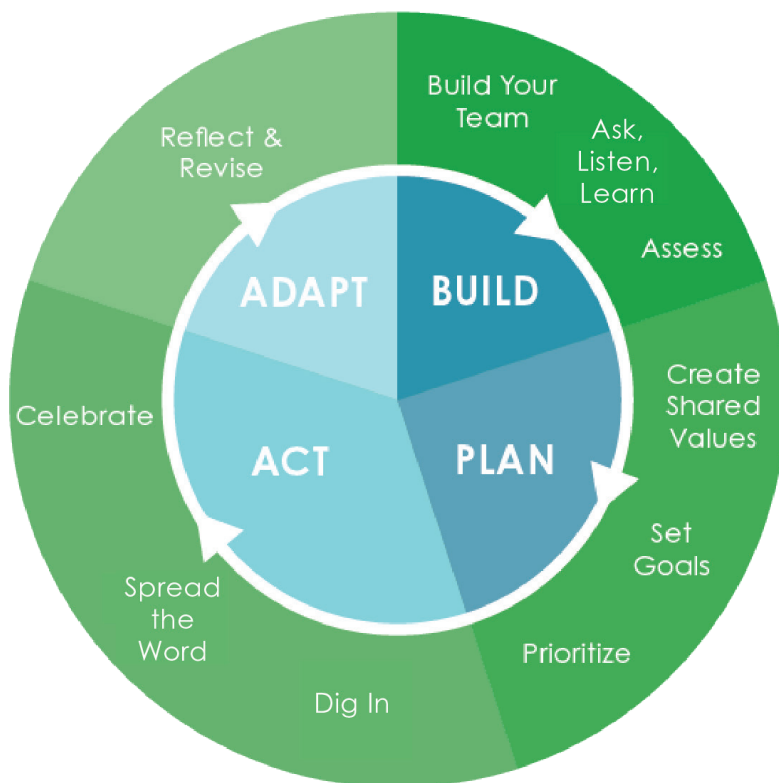 Build Your
Team
Ask,
Listen,
Learn
Assess
BUILD
Create
Shared
Values
Set
Goals
Prioritize
PLAN
Dig In
Spread
the
Word
Celebrate
ACT
Reflect &
Revise
ADAPT